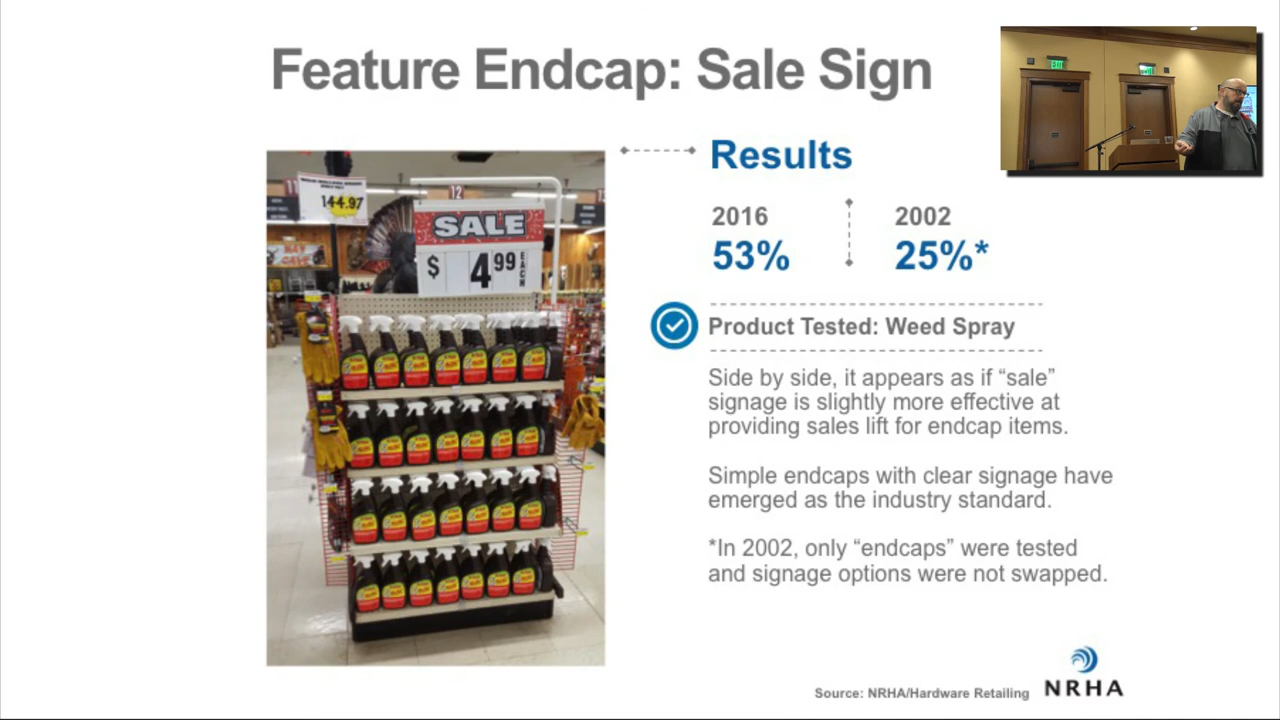 Feature Endcap: Sale Sign
Results
2016
53%
2002
25%*
Product Tested: Weed Spray
Side by side, it appears as if “sale”
signage is slightly more effective at
providing sales lift for endcap items.
Simple endcaps with clear signage have
emerged as the industry standard.
*In 2002, only “endcaps” were tested
and signage options were not swapped.
Source: NRHA/Hardware Retailing
NRHA
12
144.97
SALE
$ 4 99 EACH
EXIT
EXIT